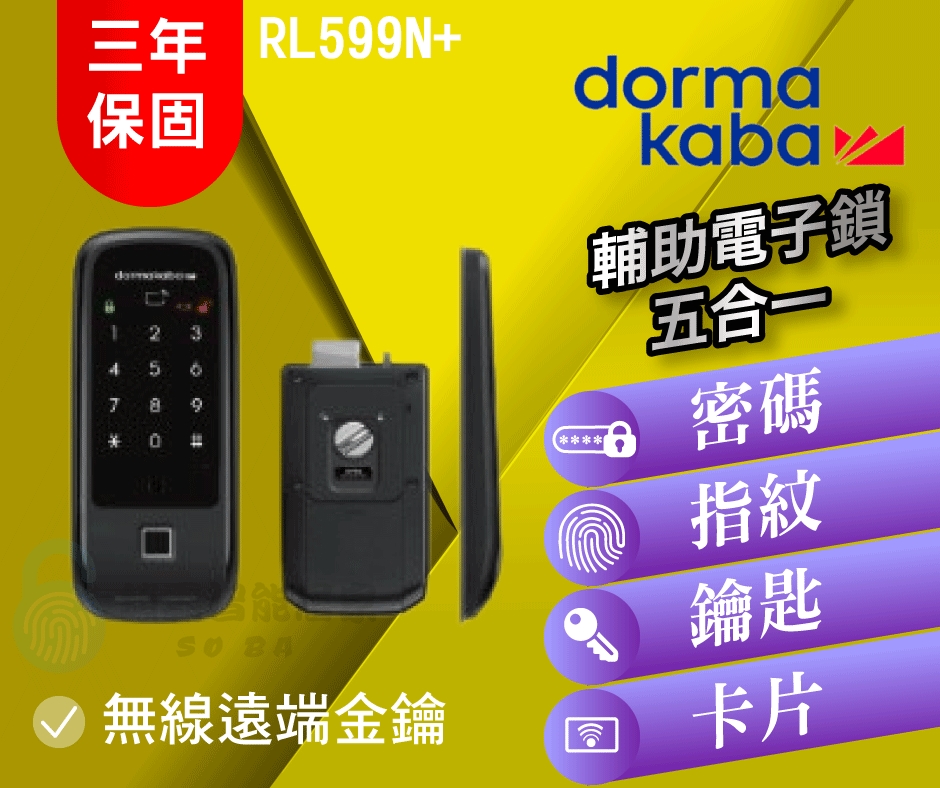 三年
保固
RL599N+
dorma
kaba
輔助電子鎖
五合一
dormakaba
1 2 3
4 5 6
7 8 9
* 0 #
****
密碼
指紋
鑰匙
卡片
SO BA
無線遠端金鑰